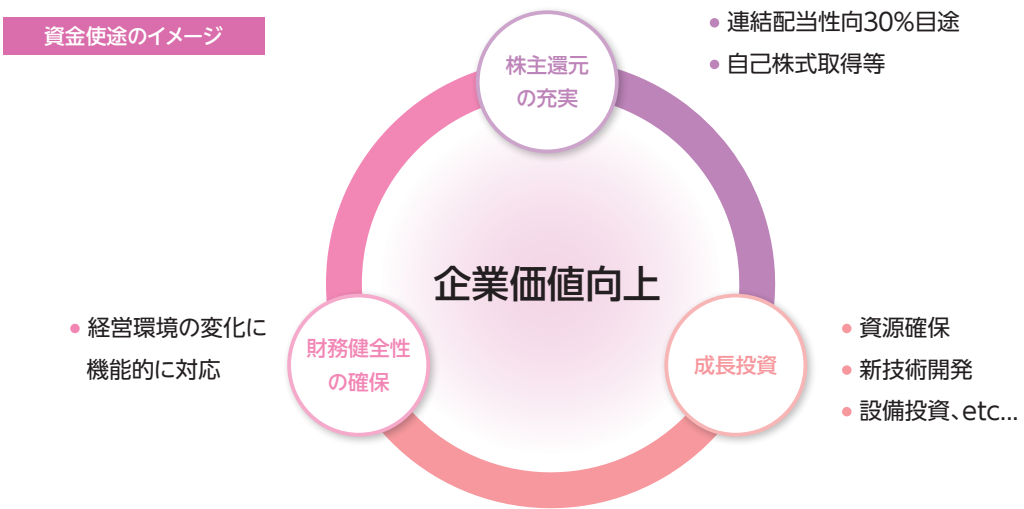 資金使途のイメージ
株主還元
の充実
• 連結配当性向30%目途
• 自己株式取得等
企業価値向上
財務健全性
の確保
• 経営環境の変化に
機能的に対応
成長投資
• 資源確保
• 新技術開発
• 設備投資、etc...